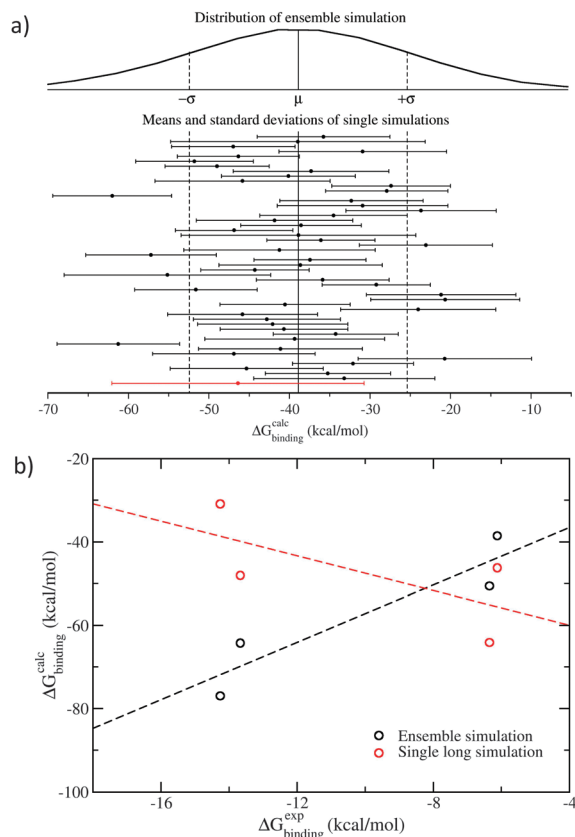 a)
Distribution of ensemble simulation
−σ μ +σ
Means and standard deviations of single simulations
-70 -60 -50 -40 -30 -20 -10
ΔG^calc_binding (kcal/mol)
b)
-20
-40
-60
-80
-100
ΔG^calc_binding (kcal/mol)
Ensemble simulation
Single long simulation
-16 -12 -8 -4
ΔG^exp_binding (kcal/mol)